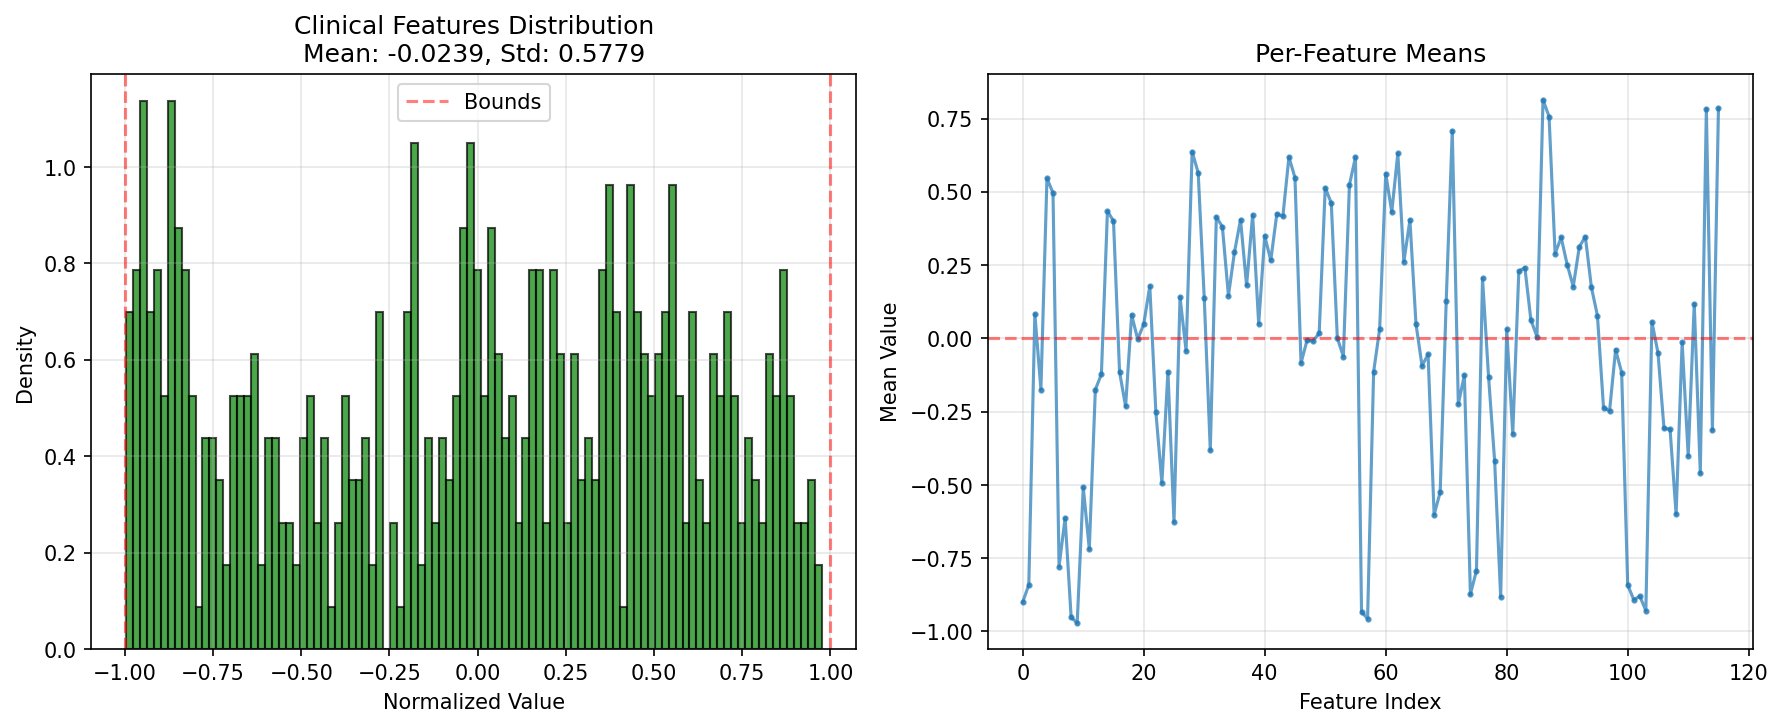 Clinical Features Distribution
Mean: -0.0239, Std: 0.5779
Bounds
Density
1.0
0.8
0.6
0.4
0.2
0.0
−1.00 −0.75 −0.50 −0.25 0.00 0.25 0.50 0.75 1.00
Normalized Value
Per-Feature Means
Mean Value
0.75
0.50
0.25
0.00
−0.25
−0.50
−0.75
−1.00
0 20 40 60 80 100 120
Feature Index